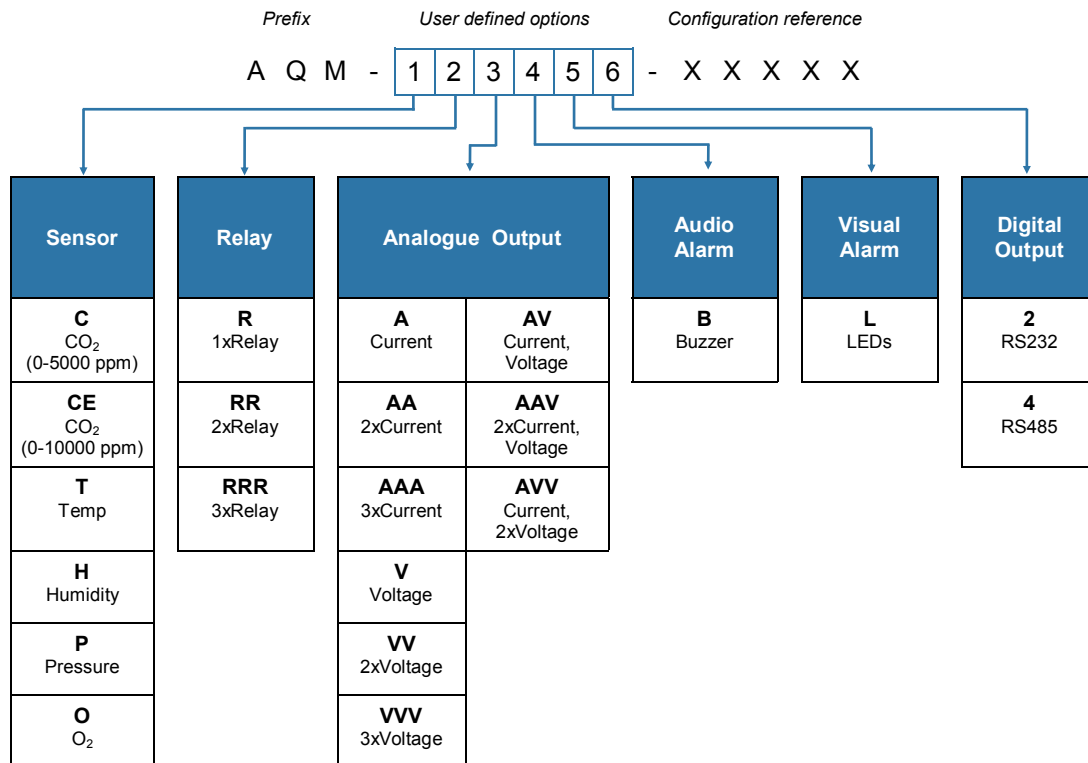 Prefix User defined options Configuration reference
A Q M - 1 2 3 4 5 6 - X X X X X
Sensor
C
CO₂
(0-5000 ppm)
CE
CO₂
(0-10000 ppm)
T
Temp
H
Humidity
P
Pressure
O
O₂
Relay
R
1xRelay
RR
2xRelay
RRR
3xRelay
Analogue Output
A
Current
AA
2xCurrent
AAA
3xCurrent
V
Voltage
VV
2xVoltage
VVV
3xVoltage
AV
Current,
Voltage
AAV
2xCurrent,
Voltage
AVV
Current,
2xVoltage
Audio
Alarm
B
Buzzer
Visual
Alarm
L
LEDs
Digital
Output
2
RS232
4
RS485